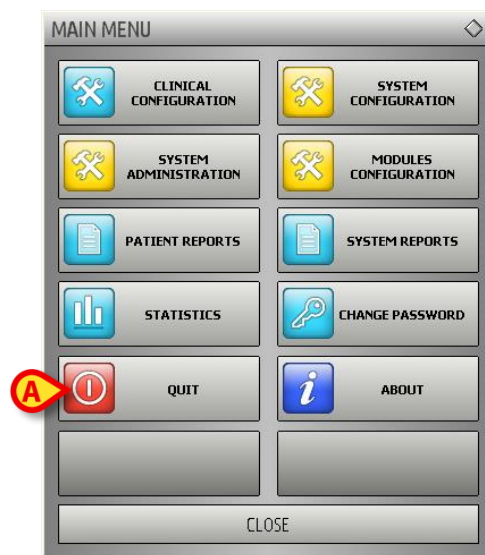 MAIN MENU
CLINICAL
CONFIGURATION
SYSTEM
CONFIGURATION
SYSTEM
ADMINISTRATION
MODULES
CONFIGURATION
PATIENT REPORTS
SYSTEM REPORTS
STATISTICS
CHANGE PASSWORD
A
QUIT
i
ABOUT
CLOSE